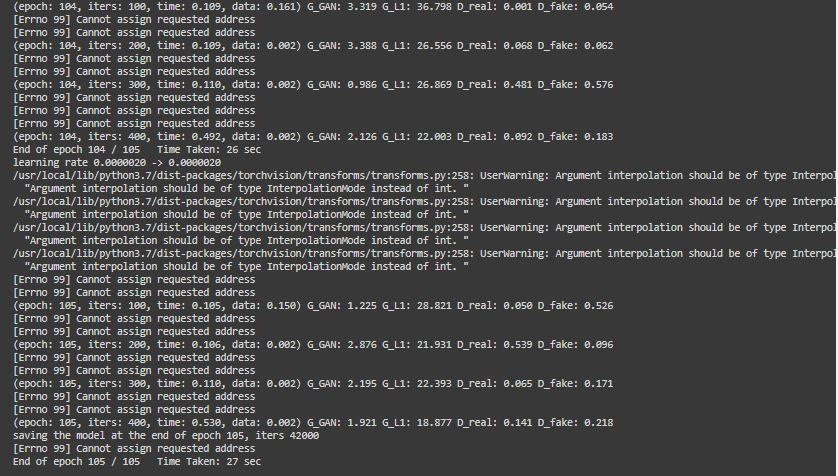 (epoch: 104, iters: 100, time: 0.109, data: 0.161) G_GAN: 3.319 G_L1: 36.798 D_real: 0.001 D_fake: 0.054
[Errno 99] Cannot assign requested address
[Errno 99] Cannot assign requested address
(epoch: 104, iters: 200, time: 0.109, data: 0.002) G_GAN: 3.388 G_L1: 26.556 D_real: 0.068 D_fake: 0.062
[Errno 99] Cannot assign requested address
[Errno 99] Cannot assign requested address
(epoch: 104, iters: 300, time: 0.110, data: 0.002) G_GAN: 0.986 G_L1: 26.869 D_real: 0.481 D_fake: 0.576
[Errno 99] Cannot assign requested address
[Errno 99] Cannot assign requested address
[Errno 99] Cannot assign requested address
(epoch: 104, iters: 400, time: 0.492, data: 0.002) G_GAN: 2.126 G_L1: 22.003 D_real: 0.092 D_fake: 0.183
End of epoch 104 / 105 Time Taken: 26 sec
learning rate 0.0000020 -> 0.0000020
/usr/local/lib/python3.7/dist-packages/torchvision/transforms/transforms.py:258: UserWarning: Argument interpolation should be of type Interpol
"Argument interpolation should be of type InterpolationMode instead of int. "
/usr/local/lib/python3.7/dist-packages/torchvision/transforms/transforms.py:258: UserWarning: Argument interpolation should be of type Interpol
"Argument interpolation should be of type InterpolationMode instead of int. "
/usr/local/lib/python3.7/dist-packages/torchvision/transforms/transforms.py:258: UserWarning: Argument interpolation should be of type Interpol
"Argument interpolation should be of type InterpolationMode instead of int. "
/usr/local/lib/python3.7/dist-packages/torchvision/transforms/transforms.py:258: UserWarning: Argument interpolation should be of type Interpol
"Argument interpolation should be of type InterpolationMode instead of int. "
[Errno 99] Cannot assign requested address
[Errno 99] Cannot assign requested address
(epoch: 105, iters: 100, time: 0.105, data: 0.150) G_GAN: 1.225 G_L1: 28.821 D_real: 0.050 D_fake: 0.526
[Errno 99] Cannot assign requested address
[Errno 99] Cannot assign requested address
(epoch: 105, iters: 200, time: 0.106, data: 0.002) G_GAN: 2.876 G_L1: 21.931 D_real: 0.539 D_fake: 0.096
[Errno 99] Cannot assign requested address
[Errno 99] Cannot assign requested address
(epoch: 105, iters: 300, time: 0.110, data: 0.002) G_GAN: 2.195 G_L1: 22.393 D_real: 0.065 D_fake: 0.171
[Errno 99] Cannot assign requested address
[Errno 99] Cannot assign requested address
(epoch: 105, iters: 400, time: 0.530, data: 0.002) G_GAN: 1.921 G_L1: 18.877 D_real: 0.141 D_fake: 0.218
saving the model at the end of epoch 105, iters 42000
[Errno 99] Cannot assign requested address
End of epoch 105 / 105 Time Taken: 27 sec